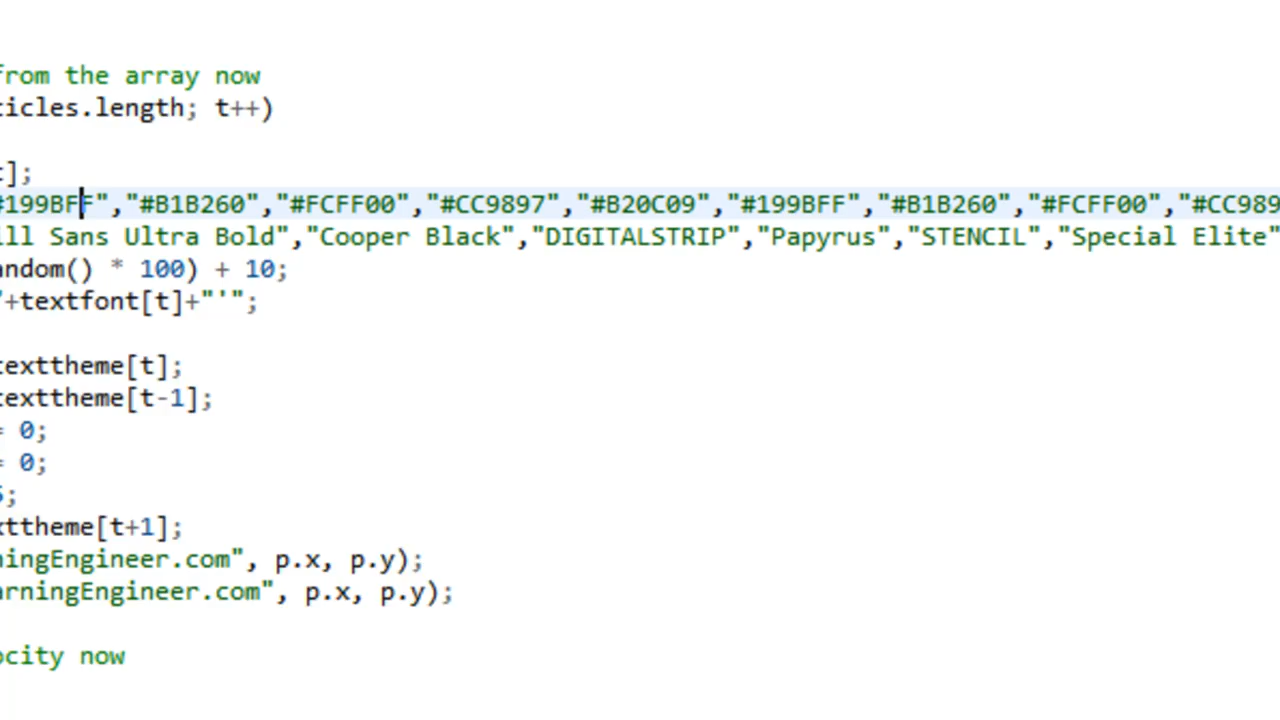 from the array now
ticles.length; t++)
t];
#199BFF","#B1B260","#FCFF00","#CC9897","#B20C09","#199BFF","#B1B260","#FCFF00","#CC989
ill Sans Ultra Bold","Cooper Black","DIGITALSTRIP","Papyrus","STENCIL","Special Elite"
andom() * 100) + 10;
"+textfont[t]+"'";
texttheme[t];
texttheme[t-1];
= 0;
= 0;
5;
xttheme[t+1];
ningEngineer.com", p.x, p.y);
arningEngineer.com", p.x, p.y);
ocity now